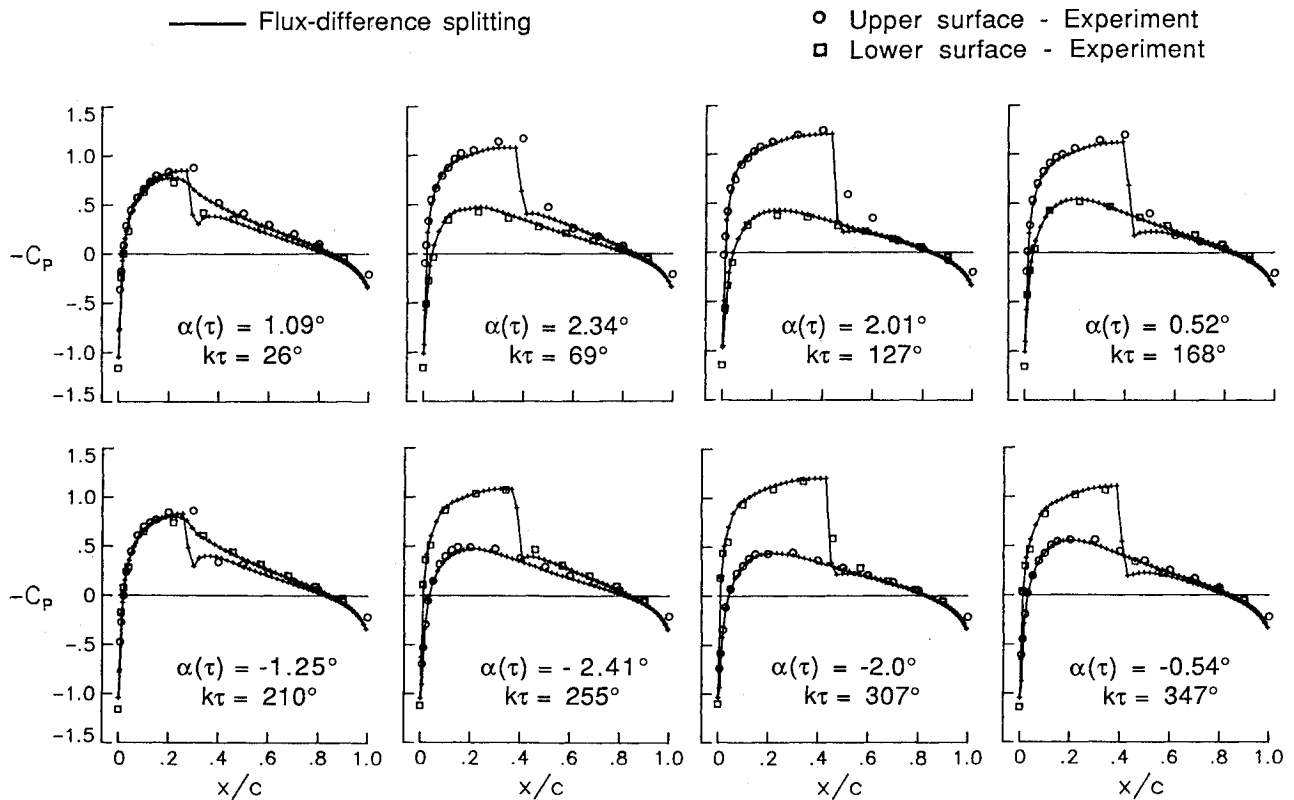 Flux-difference splitting
Upper surface - Experiment
Lower surface - Experiment
1.5
1.0
.5
0
-.5
-1.0
-1.5
-Cp
α(τ) = 1.09°
kτ = 26°
α(τ) = 2.34°
kτ = 69°
α(τ) = 2.01°
kτ = 127°
α(τ) = 0.52°
kτ = 168°
1.5
1.0
.5
0
-.5
-1.0
-1.5
-Cp
α(τ) = -1.25°
kτ = 210°
α(τ) = - 2.41°
kτ = 255°
α(τ) = -2.0°
kτ = 307°
α(τ) = -0.54°
kτ = 347°
0 .2 .4 .6 .8 1.0
0 .2 .4 .6 .8 1.0
0 .2 .4 .6 .8 1.0
0 .2 .4 .6 .8 1.0
x/c
x/c
x/c
x/c